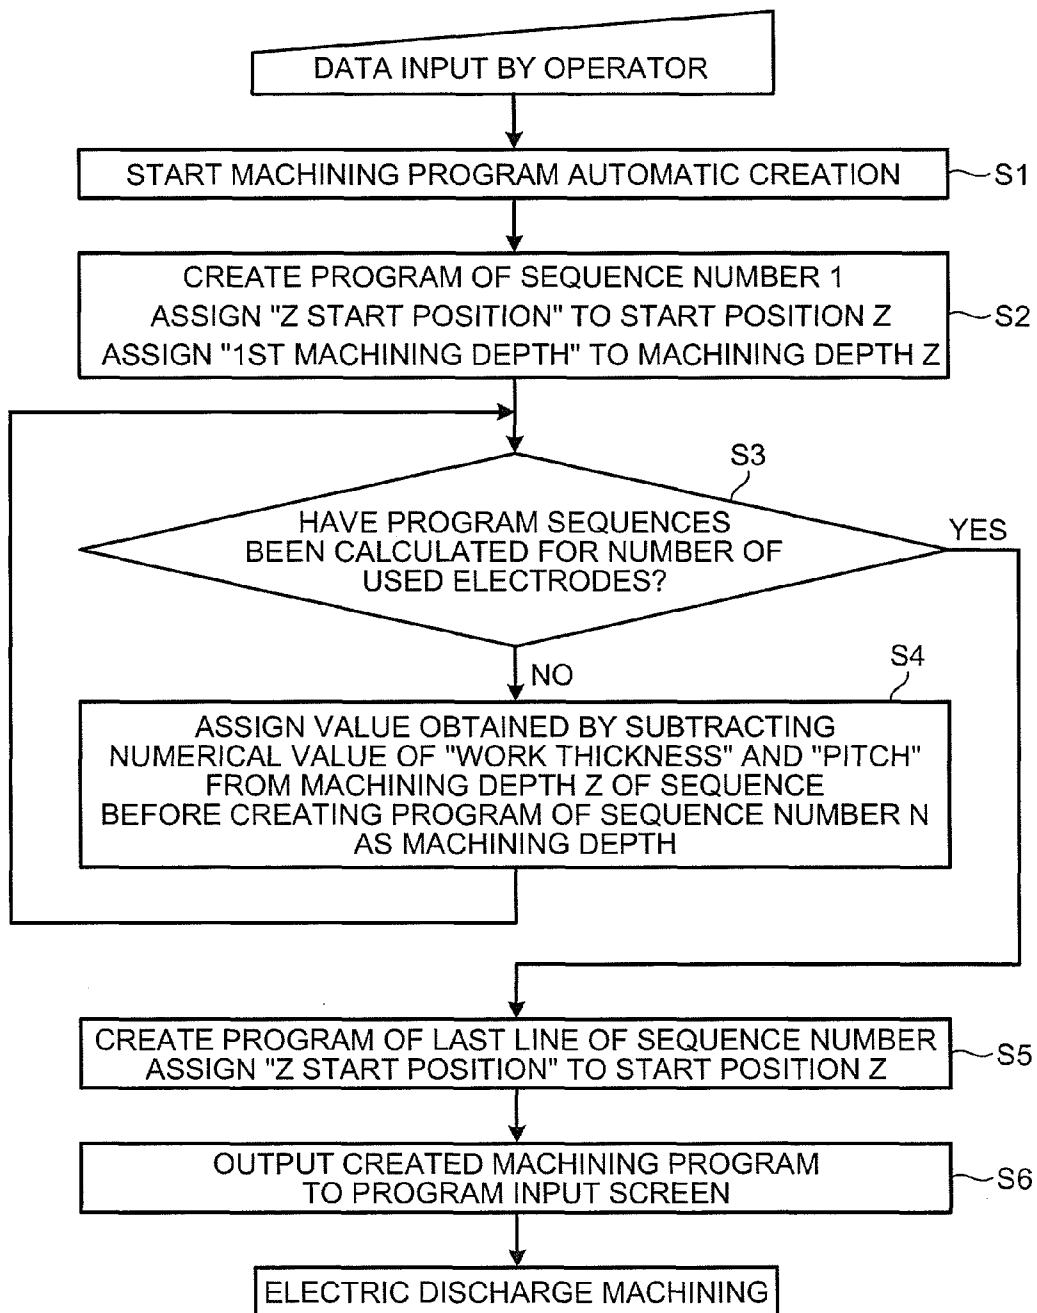 DATA INPUT BY OPERATOR
START MACHINING PROGRAM AUTOMATIC CREATION
S1
CREATE PROGRAM OF SEQUENCE NUMBER 1
ASSIGN "Z START POSITION" TO START POSITION Z
ASSIGN "1ST MACHINING DEPTH" TO MACHINING DEPTH Z
S2
S3
HAVE PROGRAM SEQUENCES
BEEN CALCULATED FOR NUMBER OF
USED ELECTRODES?
YES
NO
S4
ASSIGN VALUE OBTAINED BY SUBTRACTING
NUMERICAL VALUE OF "WORK THICKNESS" AND "PITCH"
FROM MACHINING DEPTH Z OF SEQUENCE
BEFORE CREATING PROGRAM OF SEQUENCE NUMBER N
AS MACHINING DEPTH
CREATE PROGRAM OF LAST LINE OF SEQUENCE NUMBER
ASSIGN "Z START POSITION" TO START POSITION Z
S5
OUTPUT CREATED MACHINING PROGRAM
TO PROGRAM INPUT SCREEN
S6
ELECTRIC DISCHARGE MACHINING